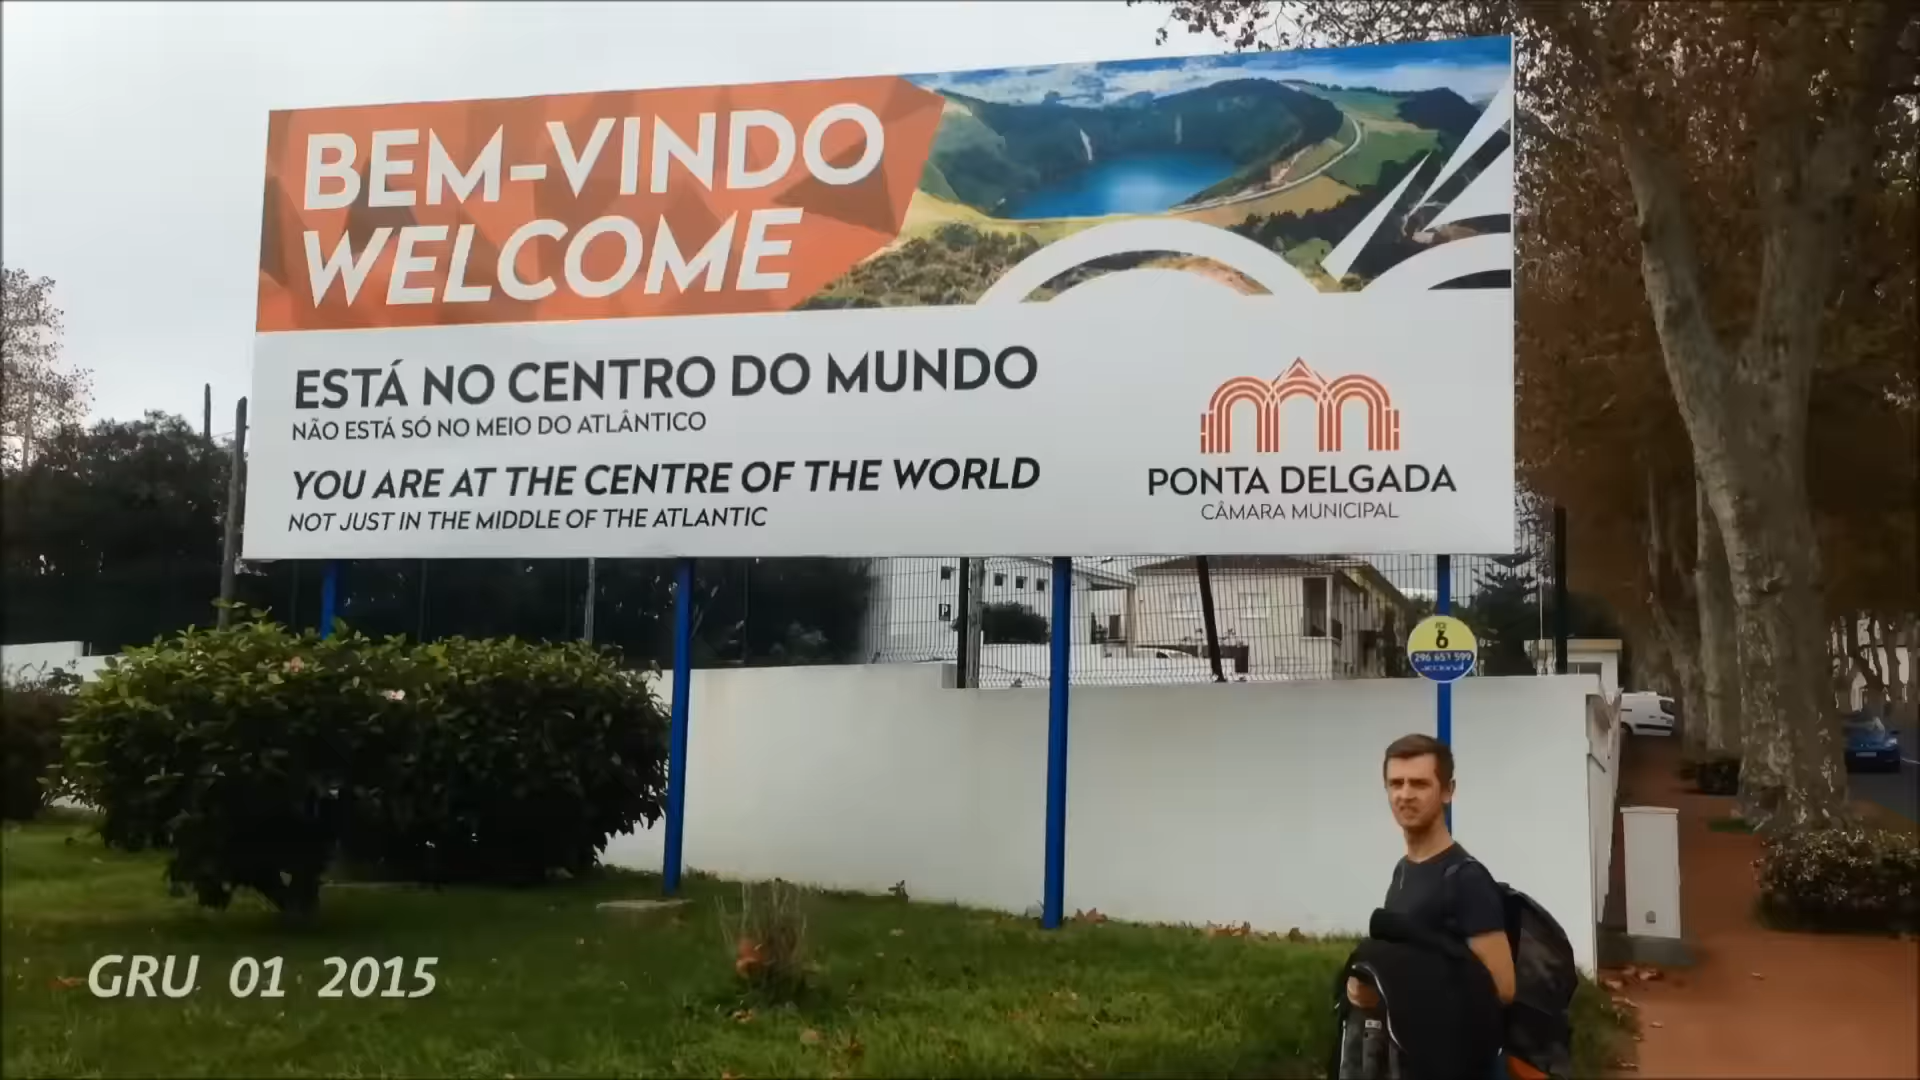 BEM-VINDO
WELCOME
ESTÁ NO CENTRO DO MUNDO
NÃO ESTÁ SÓ NO MEIO DO ATLÂNTICO
YOU ARE AT THE CENTRE OF THE WORLD
NOT JUST IN THE MIDDLE OF THE ATLANTIC
PONTA DELGADA
CÂMARA MUNICIPAL
P
6
296 653 599
GRU 01 2015